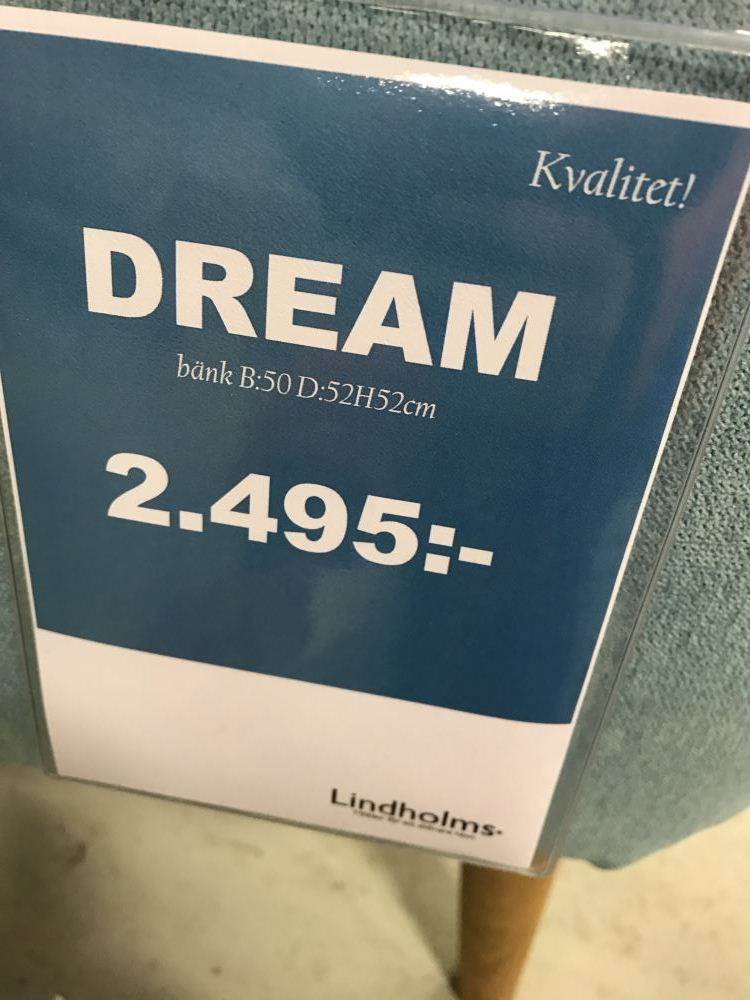 Kvalitet!
DREAM
bänk B:50 D:52H52cm
2.495:-
Lindholms